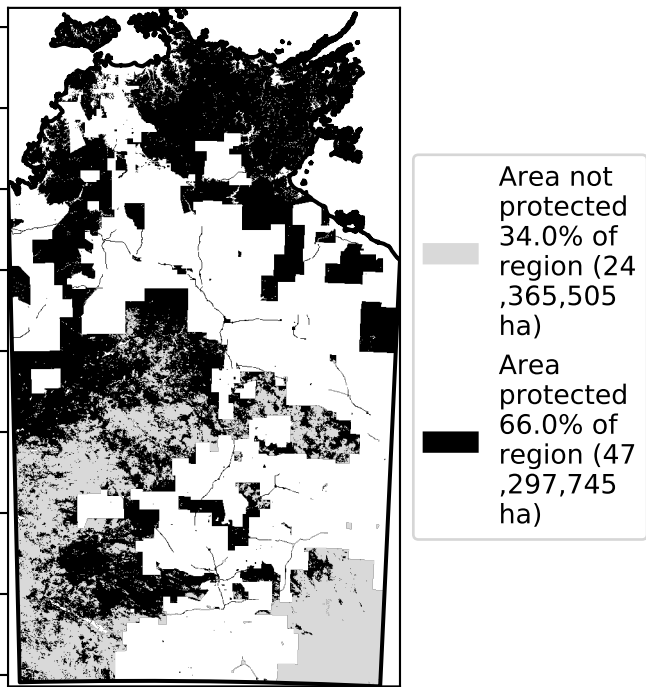 Area not
protected
34.0% of
region (24
,365,505
ha)
Area
protected
66.0% of
region (47
,297,745
ha)